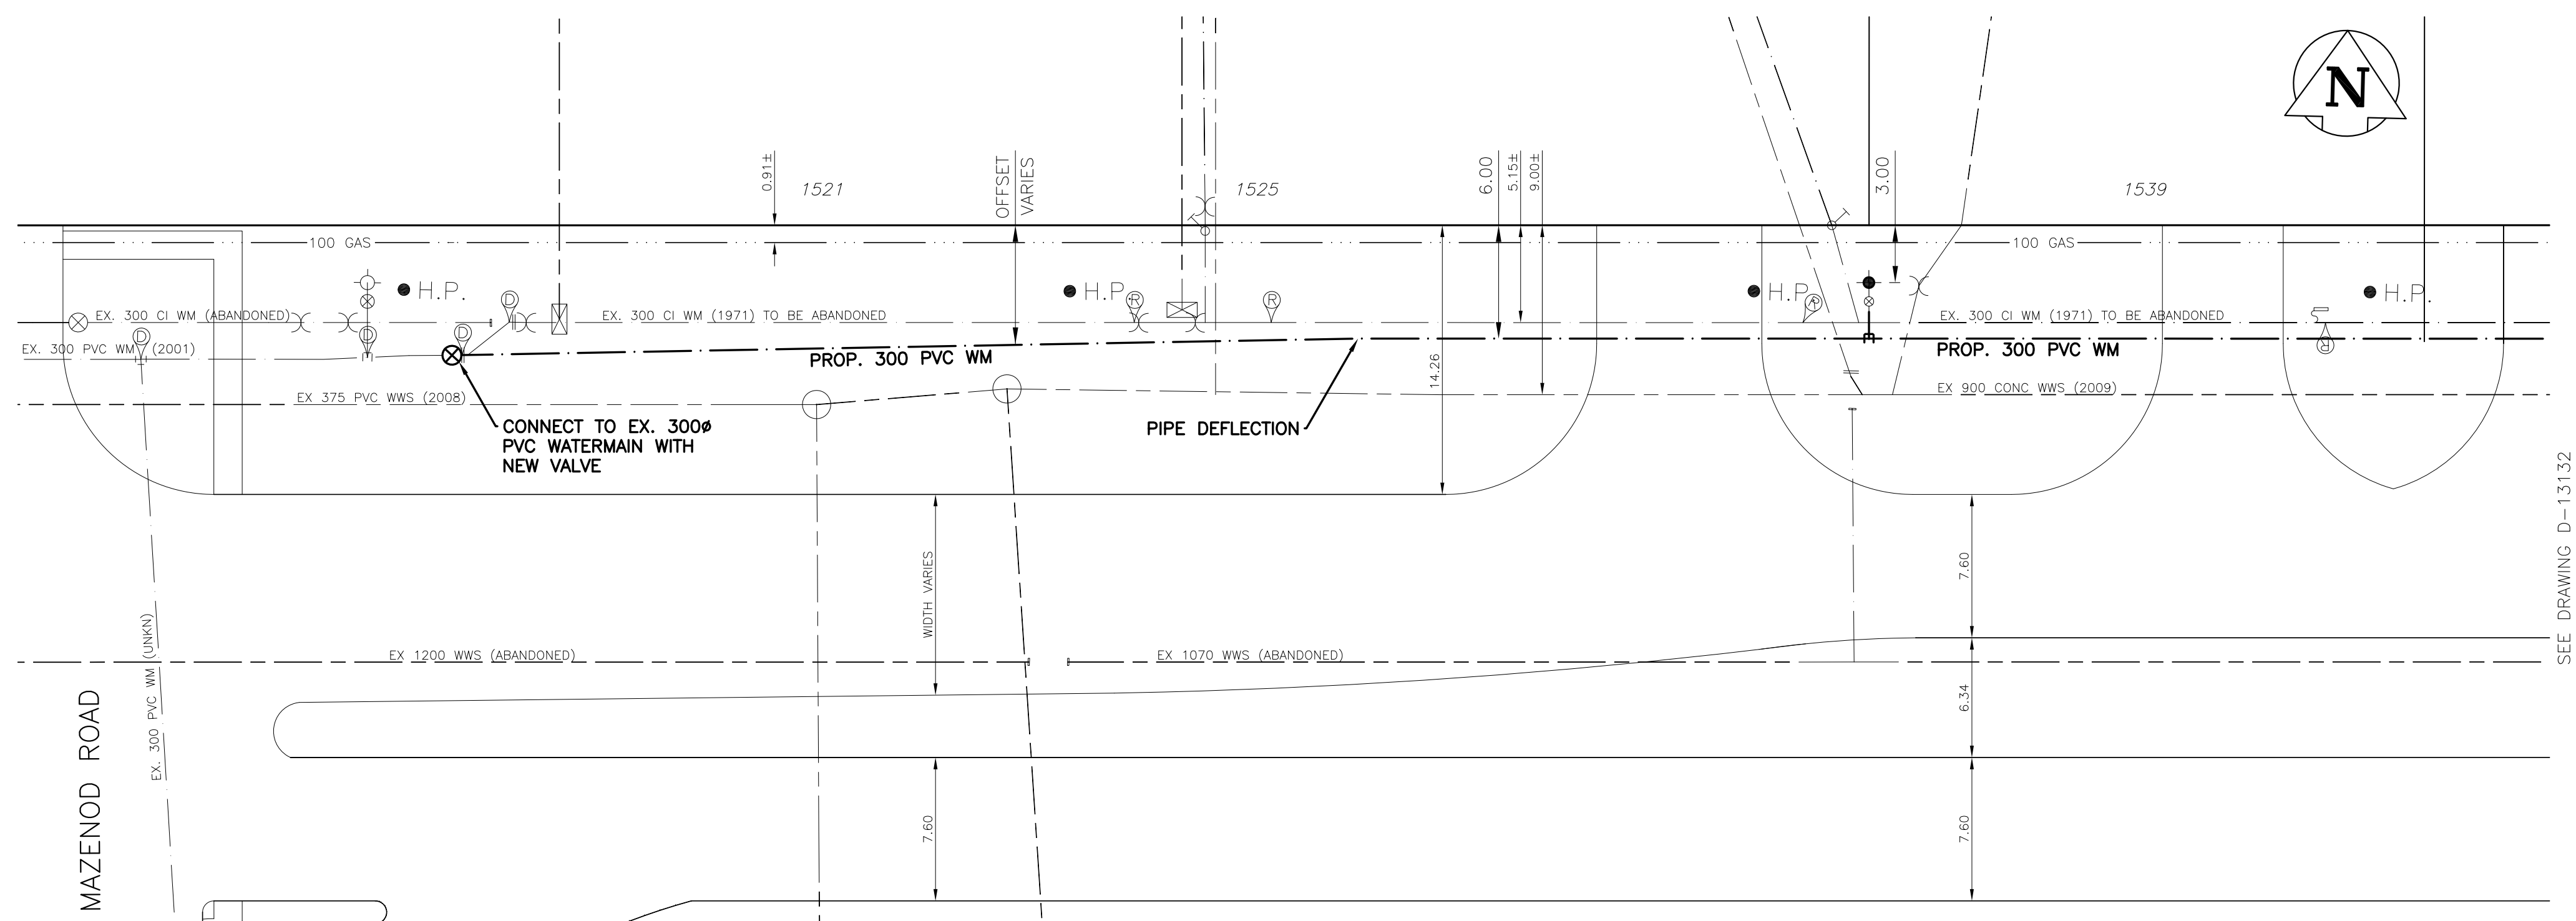 N
0.91±
1521
OFFSET
VARIES
1525
6.00
5.15±
9.00±
3.00
1539
100 GAS
100 GAS
H.P.
H.P.
H.P.
H.P.
D
R
R
R
EX. 300 CI WM (ABANDONED)
EX. 300 CI WM (1971) TO BE ABANDONED
EX. 300 CI WM (1971) TO BE ABANDONED
D
D
D
R
EX. 300 PVC WM (2001)
PROP. 300 PVC WM
PROP. 300 PVC WM
14.26
EX 375 PVC WWS (2008)
EX 900 CONC WWS (2009)
CONNECT TO EX. 300ø
PVC WATERMAIN WITH
NEW VALVE
PIPE DEFLECTION
SEE DRAWING D-13132
WIDTH VARIES
7.60
EX. 300 PVC WM (UNKN)
EX 1200 WWS (ABANDONED)
EX 1070 WWS (ABANDONED)
6.34
MAZENOD ROAD
7.60
7.60